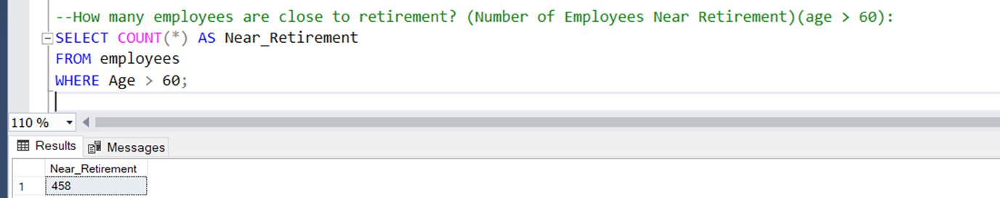 --How many employees are close to retirement? (Number of Employees Near Retirement)(age > 60):
SELECT COUNT(*) AS Near_Retirement
FROM employees
WHERE Age > 60;
110 %
Results Messages
Near_Retirement
1 458